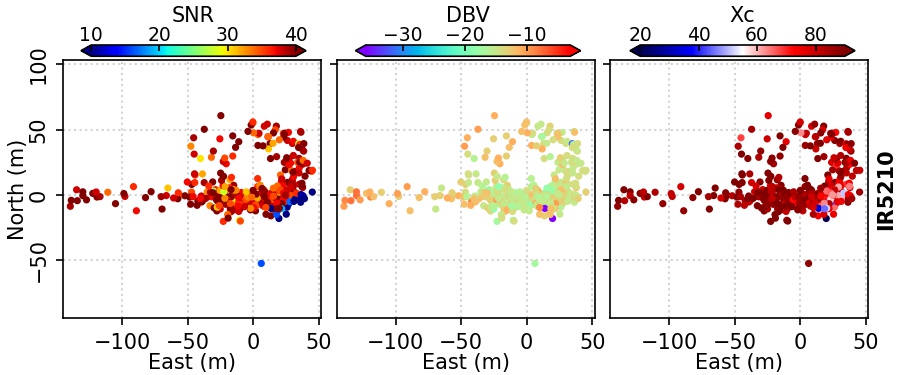 SNR DBV Xc
10 20 30 40 −30 −20 −10 20 40 60 80
100
50
0
−50
North (m)
IR5210
−100 −50 0 50 −100 −50 0 50 −100 −50 0 50
East (m) East (m) East (m)